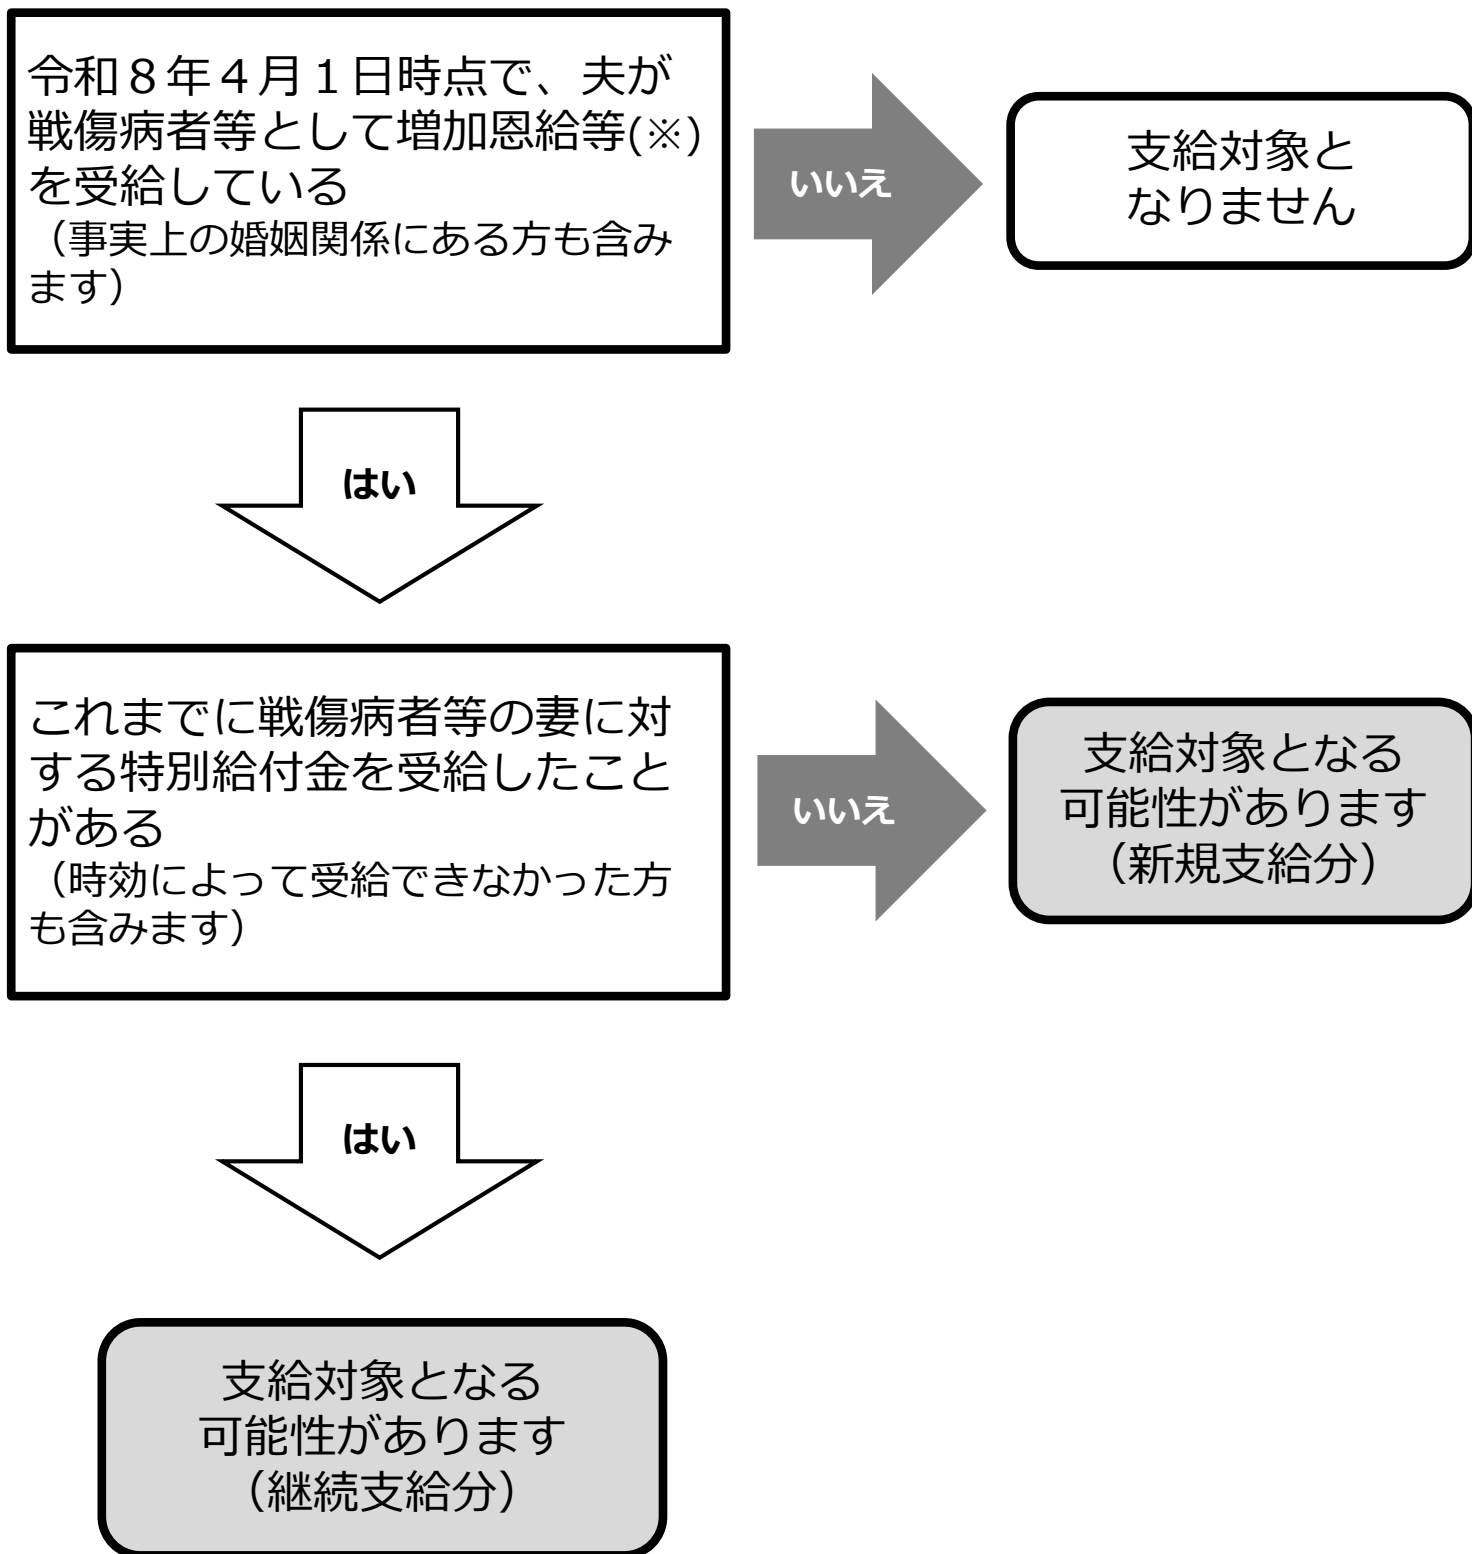 令和８年４月１日時点で、夫が
戦傷病者等として増加恩給等(※)
を受給している
（事実上の婚姻関係にある方も含み
ます）
いいえ
支給対象と
なりません
はい
これまでに戦傷病者等の妻に対
する特別給付金を受給したこと
がある
（時効によって受給できなかった方
も含みます）
いいえ
支給対象となる
可能性があります
（新規支給分）
はい
支給対象となる
可能性があります
（継続支給分）